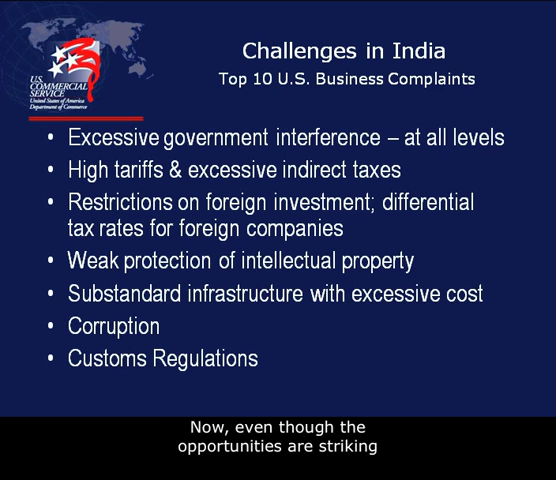 U.S.
COMMERCIAL
SERVICE
United States of America
Department of Commerce
Challenges in India
Top 10 U.S. Business Complaints
• Excessive government interference – at all levels
• High tariffs & excessive indirect taxes
• Restrictions on foreign investment; differential
tax rates for foreign companies
• Weak protection of intellectual property
• Substandard infrastructure with excessive cost
• Corruption
• Customs Regulations
Now, even though the
opportunities are striking